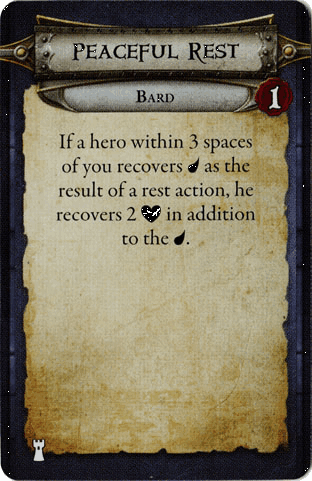 Peaceful Rest
Bard
1
If a hero within 3 spaces
of you recovers as the
result of a rest action, he
recovers 2 in addition
to the .